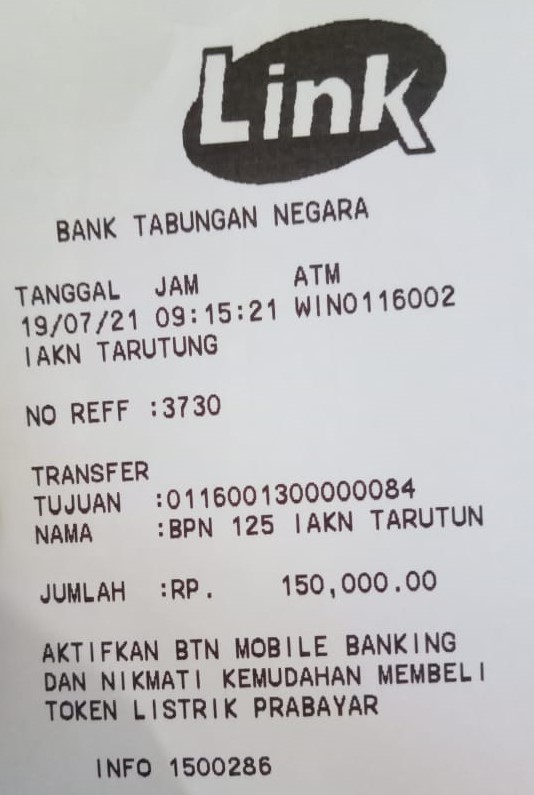 Link
BANK TABUNGAN NEGARA
TANGGAL JAM ATM
19/07/21 09:15:21 WIN0116002
IAKN TARUTUNG
NO REFF :3730
TRANSFER
TUJUAN :0116001300000084
NAMA :BPN 125 IAKN TARUTUN
JUMLAH :RP. 150,000.00
AKTIFKAN BTN MOBILE BANKING
DAN NIKMATI KEMUDAHAN MEMBELI
TOKEN LISTRIK PRABAYAR
INFO 1500286